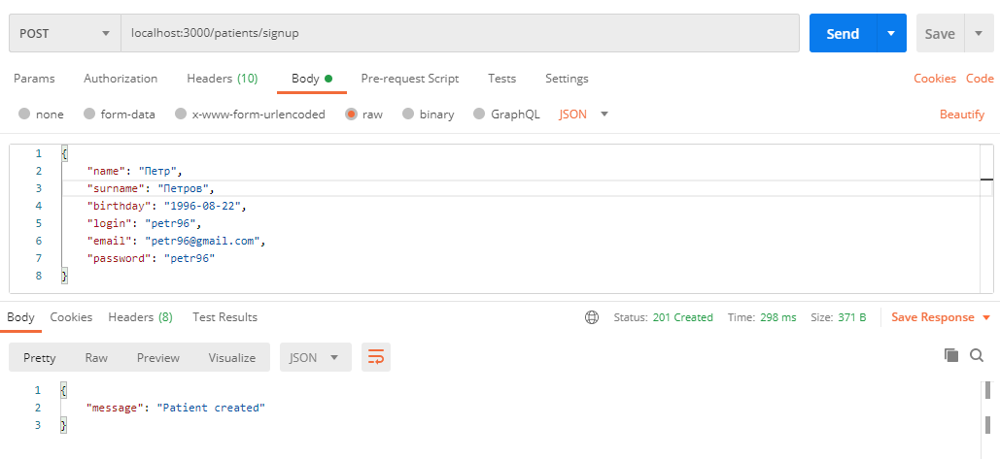 POST localhost:3000/patients/signup Send Save
Params Authorization Headers (10) Body Pre-request Script Tests Settings Cookies Code
none form-data x-www-form-urlencoded raw binary GraphQL JSON Beautify
1 {
2 "name": "Петр",
3 "surname": "Петров",
4 "birthday": "1996-08-22",
5 "login": "petr96",
6 "email": "petr96@gmail.com",
7 "password": "petr96"
8 }
Body Cookies Headers (8) Test Results Status: 201 Created Time: 298 ms Size: 371 B Save Response
Pretty Raw Preview Visualize JSON
1 {
2 "message": "Patient created"
3 }